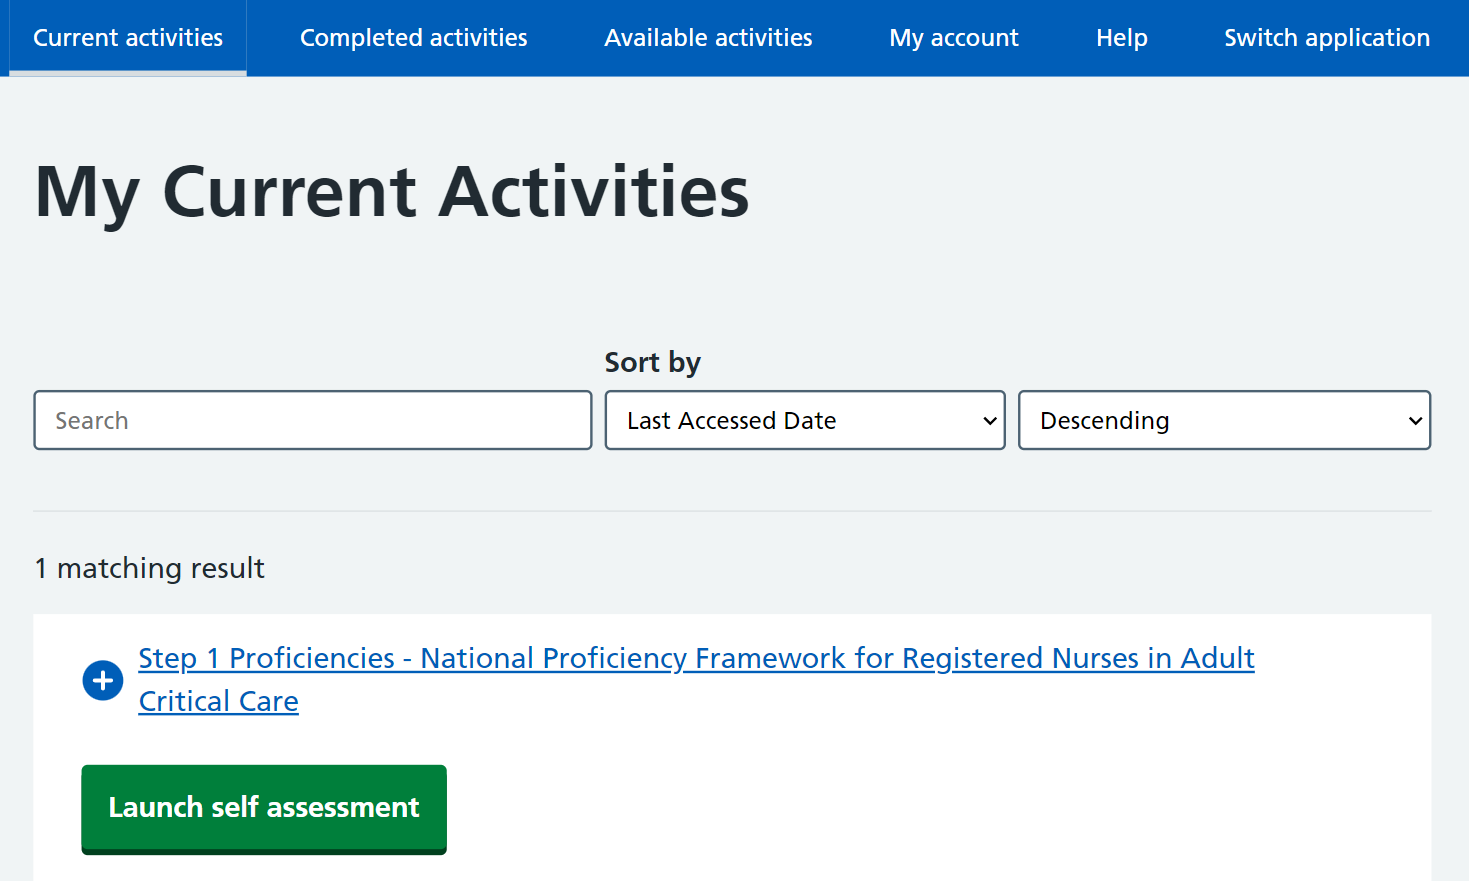 Current activities Completed activities Available activities My account Help Switch application
My Current Activities
Sort by
Search Last Accessed Date Descending
1 matching result
Step 1 Proficiencies - National Proficiency Framework for Registered Nurses in Adult
Critical Care
Launch self assessment